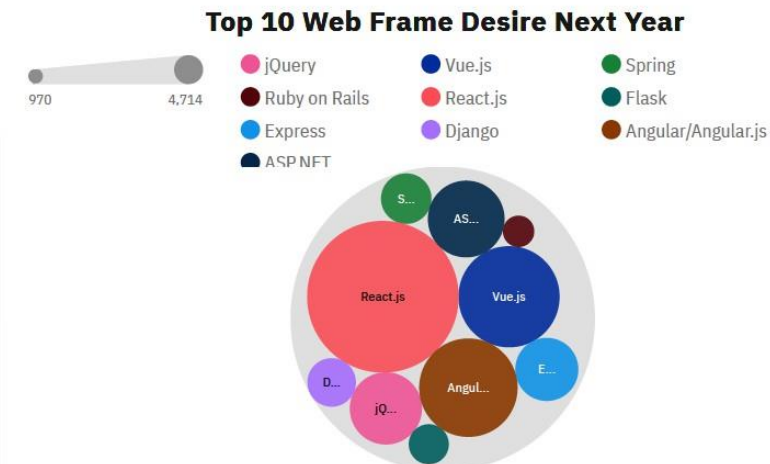 Top 10 Web Frame Desire Next Year
970 4,714
jQuery Vue.js Spring
Ruby on Rails React.js Flask
Express Django Angular/Angular.js
ASP.NET
S...
AS...
React.js
Vue.js
E...
D...
Angul...
jQ...